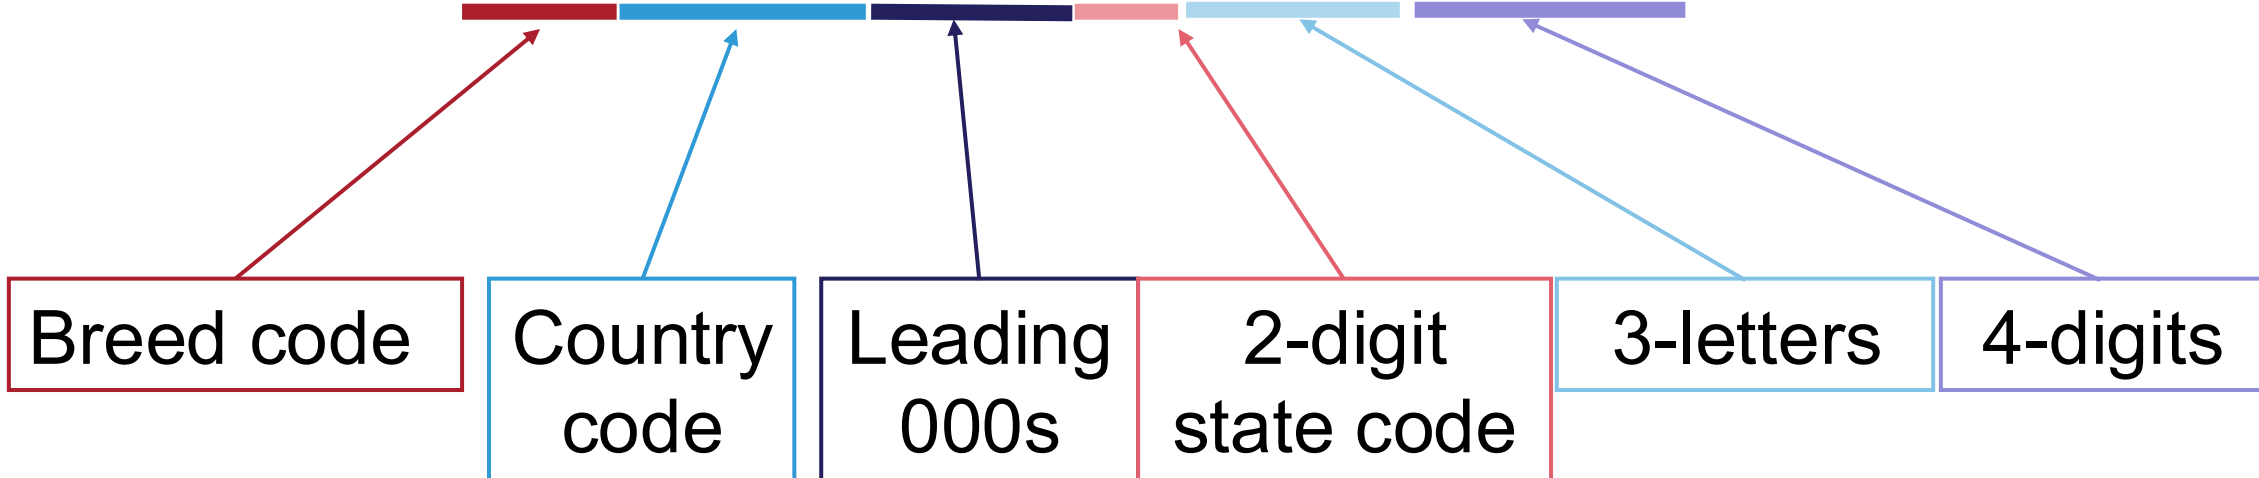 Breed code
Country
code
Leading
000s
2-digit
state code
3-letters
4-digits